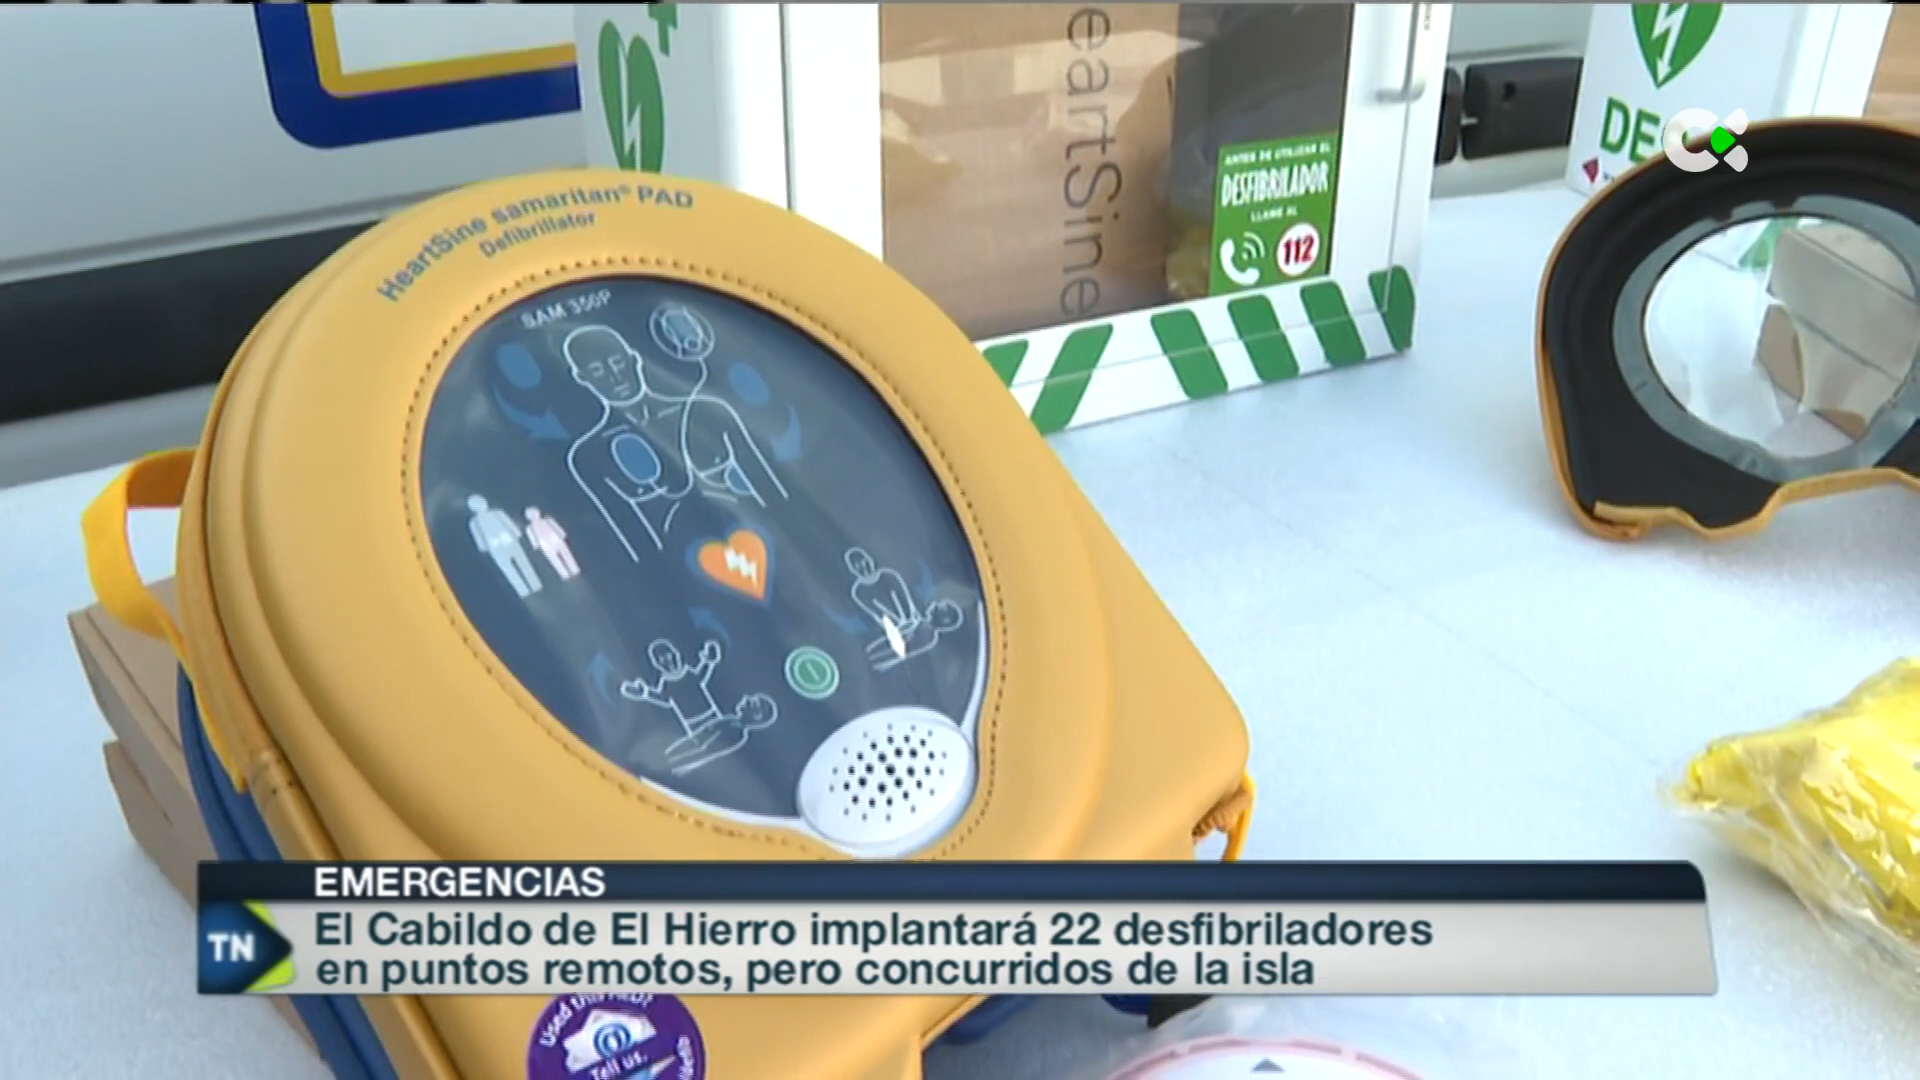 HeartSine samaritan® PAD
Defibrillator
SAM 350P
eartSine
ANTES DE UTILIZAR EL
DESFIBRILADOR
LLAME AL
112
DE
EMERGENCIAS
TN
El Cabildo de El Hierro implantará 22 desfibriladores
en puntos remotos, pero concurridos de la isla
Used this AED?
@
Tell us.